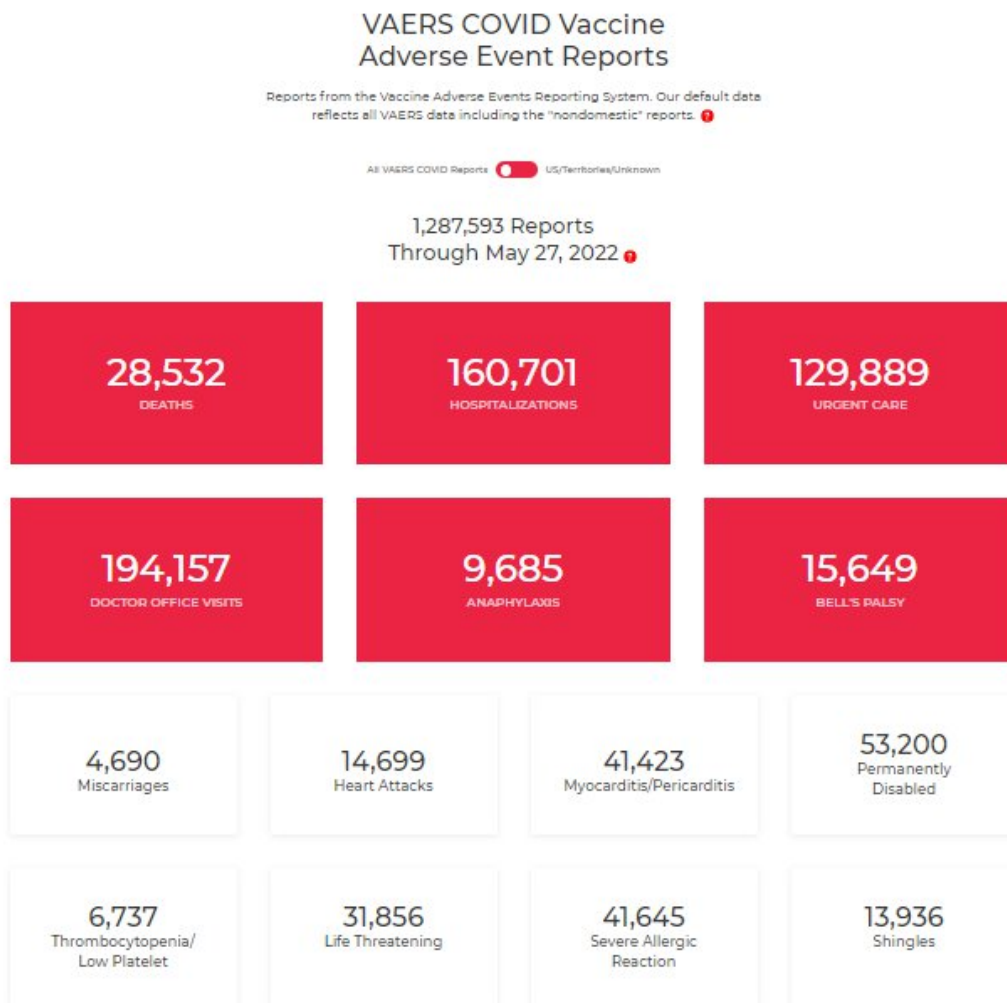 VAERS COVID Vaccine
Adverse Event Reports
Reports from the Vaccine Adverse Events Reporting System. Our default data
reflects all VAERS data including the "nondomestic" reports. ?
All VAERS COVID Reports US/Territories/Unknown
1,287,593 Reports
Through May 27, 2022 ?
28,532
DEATHS
160,701
HOSPITALIZATIONS
129,889
URGENT CARE
194,157
DOCTOR OFFICE VISITS
9,685
ANAPHYLAXIS
15,649
BELL'S PALSY
4,690
Miscarriages
14,699
Heart Attacks
41,423
Myocarditis/Pericarditis
53,200
Permanently
Disabled
6,737
Thrombocytopenia/
Low Platelet
31,856
Life Threatening
41,645
Severe Allergic
Reaction
13,936
Shingles